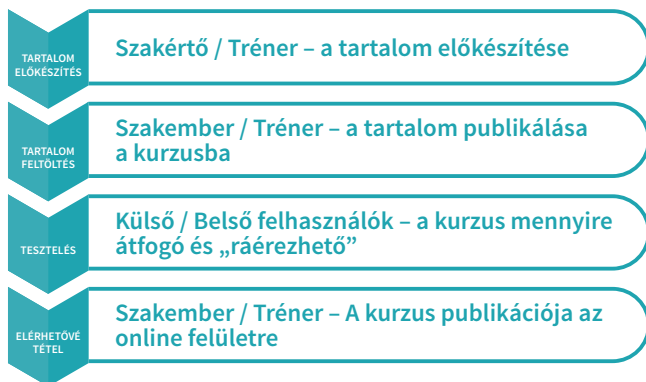 TARTALOM
ELŐKÉSZÍTÉS
Szakértő / Tréner – a tartalom előkészítése
TARTALOM
FELTÖLTÉS
Szakember / Tréner – a tartalom publikálása
a kurzusba
TESZTELÉS
Külső / Belső felhasználók – a kurzus mennyire
átfogó és „ráérezhető”
ELÉRHETŐVÉ
TÉTEL
Szakember / Tréner – A kurzus publikációja az
online felületre